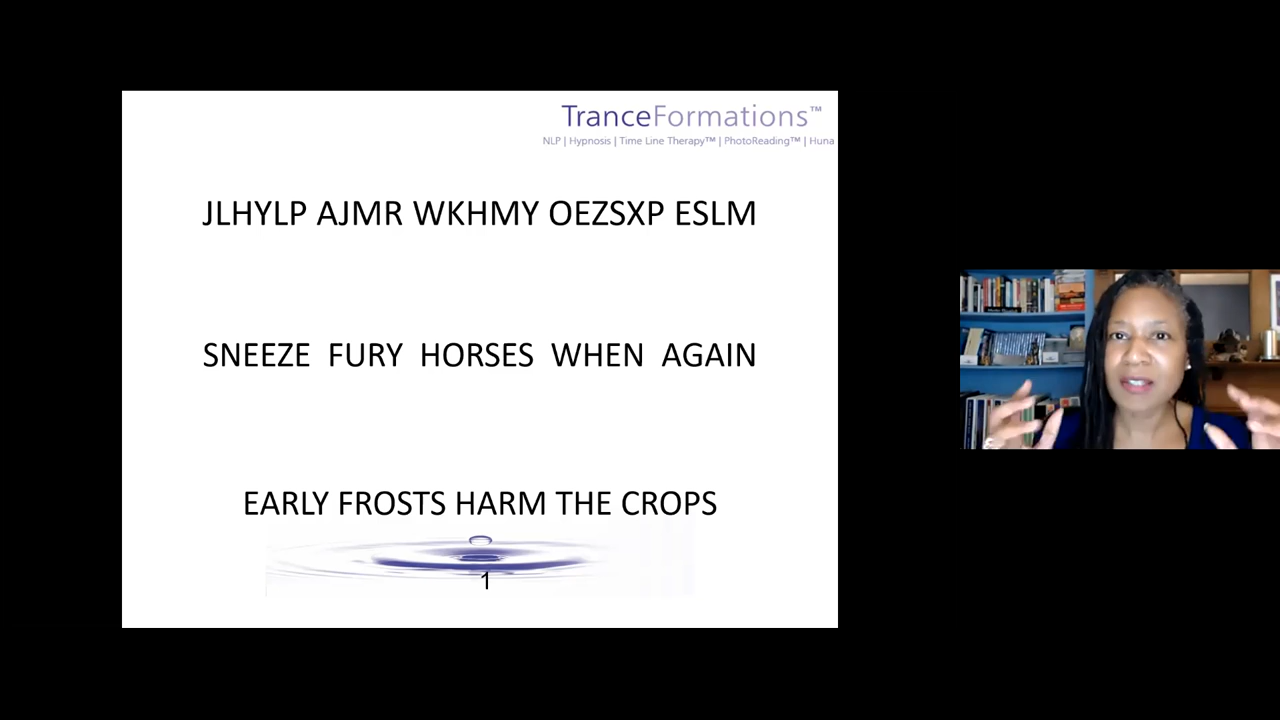 TranceFormations™
NLP | Hypnosis | Time Line Therapy™ | PhotoReading™ | Huna
JLHYLP AJMR WKHMY OEZSXP ESLM
SNEEZE FURY HORSES WHEN AGAIN
EARLY FROSTS HARM THE CROPS
1